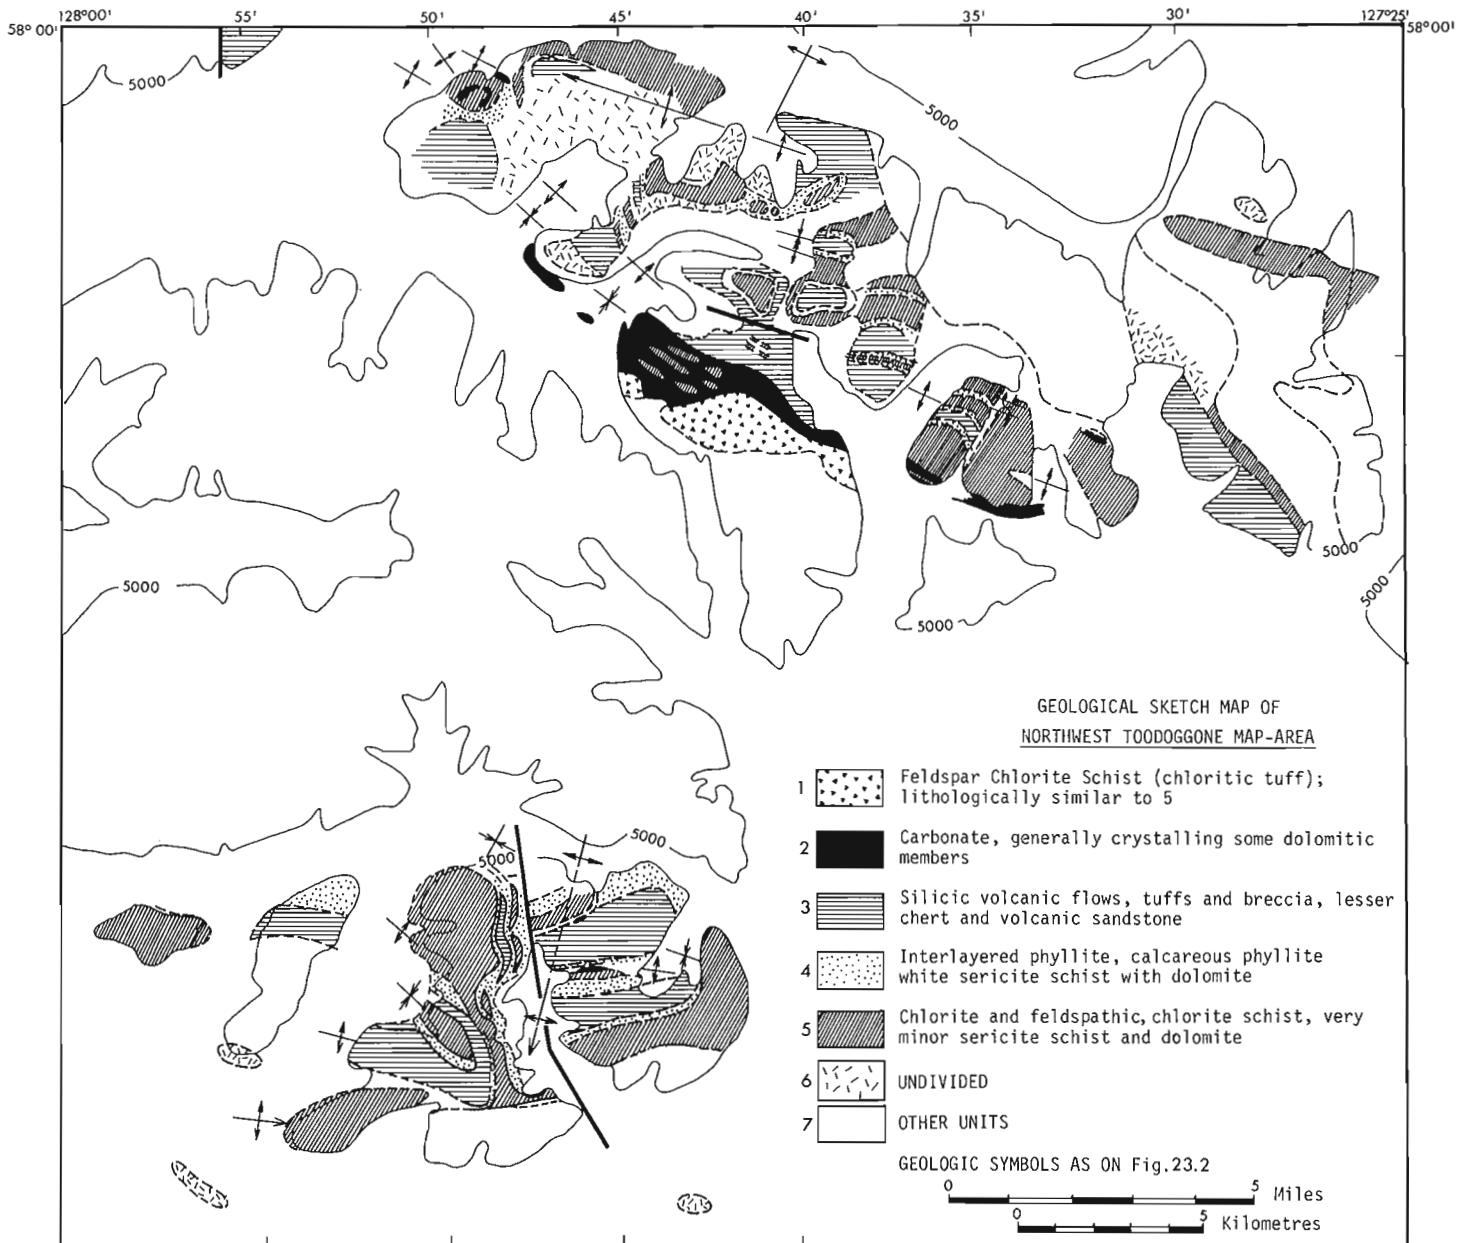 128°00' 55' 50' 45' 40' 35' 30' 127°25'
58° 00' 58°00'
5000
5000
5000
5000
5000
5000
5000
5000
GEOLOGICAL SKETCH MAP OF
NORTHWEST TOODOGGONE MAP-AREA
1 Feldspar Chlorite Schist (chloritic tuff);
lithologically similar to 5
2 Carbonate, generally crystalling some dolomitic
members
3 Silicic volcanic flows, tuffs and breccia, lesser
chert and volcanic sandstone
4 Interlayered phyllite, calcareous phyllite
white sericite schist with dolomite
5 Chlorite and feldspathic, chlorite schist, very
minor sericite schist and dolomite
6 UNDIVIDED
7 OTHER UNITS
GEOLOGIC SYMBOLS AS ON Fig.23.2
0 5 Miles
0 5 Kilometres